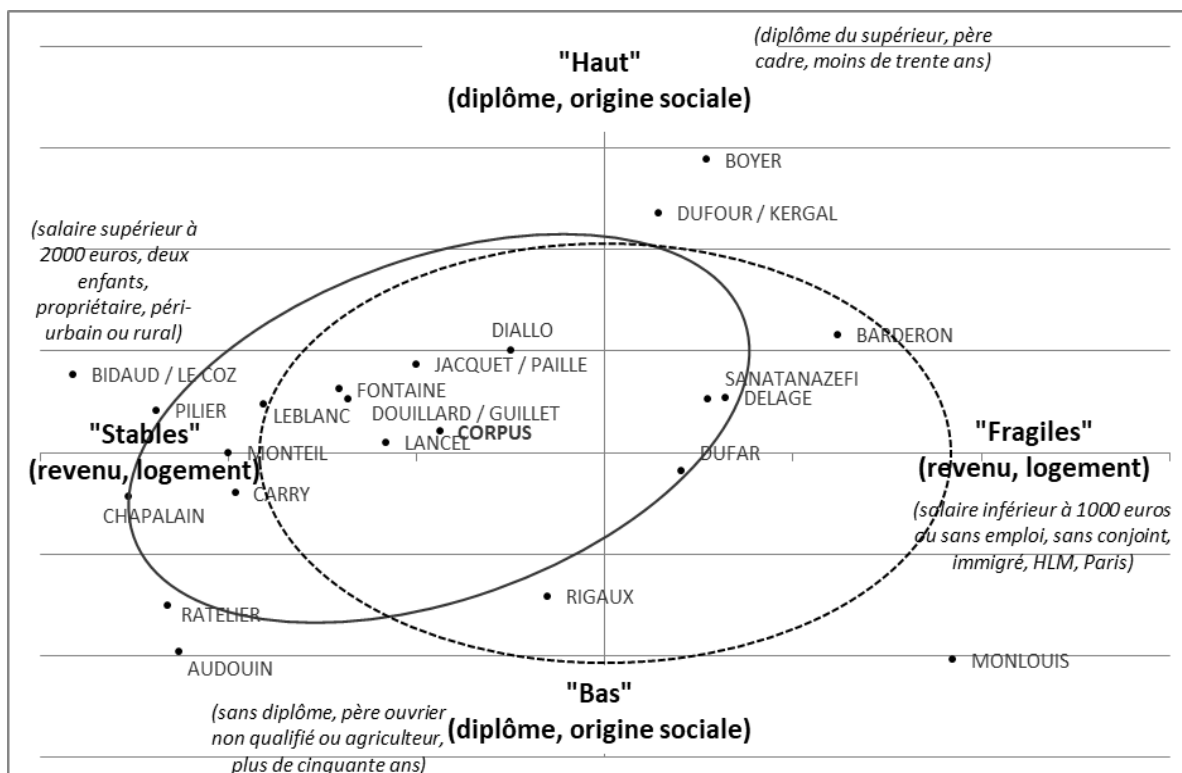 (diplôme du supérieur, père
cadre, moins de trente ans)
"Haut"
(diplôme, origine sociale)
BOYER
DUFOUR / KERGAL
(salaire supérieur à
2000 euros, deux
enfants,
propriétaire, péri-
urbain ou rural)
DIALLO
BARDERON
JACQUET / PAILLE
BIDAUD / LE COZ
SANATANAZEFI
FONTAINE
DELAGE
PILIER
LEBLANC
DOUILLARD / GUILLET
CORPUS
"Stables"
(revenu, logement)
LANCEL
MONTEIL
DUFAR
"Fragiles"
(revenu, logement)
CARRY
CHAPALAIN
(salaire inférieur à 1000 euros
ou sans emploi, sans conjoint,
immigré, HLM, Paris)
RIGAUX
RATELIER
AUDOUIN
MONLOUIS
"Bas"
(diplôme, origine sociale)
(sans diplôme, père ouvrier
non qualifié ou agriculteur,
plus de cinquante ans)